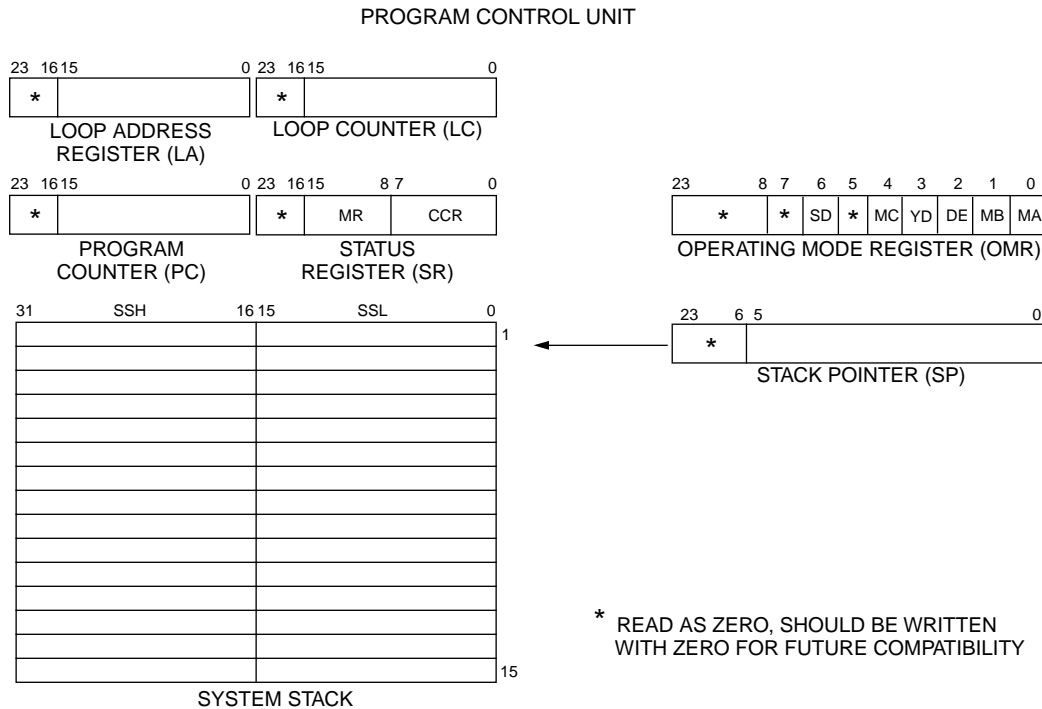 PROGRAM CONTROL UNIT
23 16 15 0 23 16 15 0
* *
LOOP ADDRESS
REGISTER (LA)
LOOP COUNTER (LC)
23 16 15 0 23 16 15 8 7 0
* * MR CCR
PROGRAM
COUNTER (PC)
STATUS
REGISTER (SR)
23 8 7 6 5 4 3 2 1 0
* * SD * MC YD DE MB MA
OPERATING MODE REGISTER (OMR)
31 SSH 16 15 SSL 0
1
15
SYSTEM STACK
23 6 5 0
*
STACK POINTER (SP)
* READ AS ZERO, SHOULD BE WRITTEN
WITH ZERO FOR FUTURE COMPATIBILITY